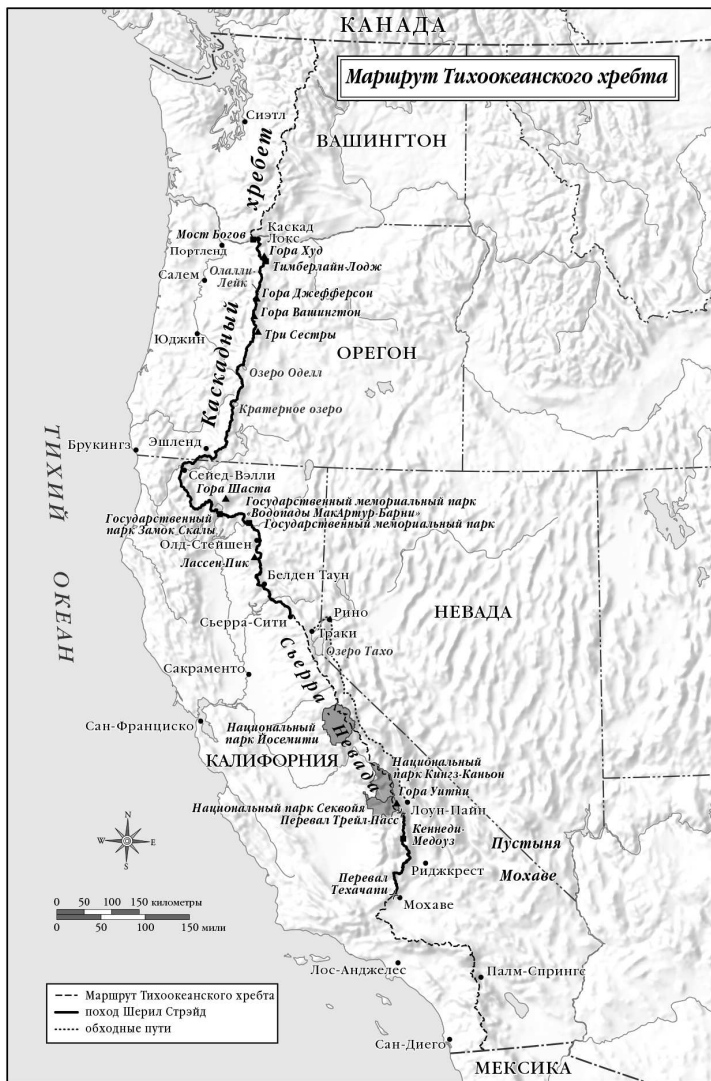 КАНАДА
Маршрут Тихоокеанского хребта
Сиэтл
ВАШИНГТОН
хребет
Каскад
Локс
Мост Богов
Гора Худ
Портленд
Тимберлайн-Лодж
Олалли-
Лейк
Салем
Гора Джефферсон
Гора Вашингтон
Три Сестры
Юджин
ОРЕГОН
Каскадный
Озеро Оделл
Кратерное озеро
Эшленд
Брукингз
ТИХИЙ
ОКЕАН
Сейед-Вэлли
Гора Шаста
Государственный мемориальный парк
«Водопады МакАртур-Барни»
Государственный
парк Замок Скалы
Государственный мемориальный парк
Олд-Стейшен
Лассен-Пик
Белден Таун
НЕВАДА
Рино
Сьерра-Сити
Траки
Озеро Тахо
Сьерра
Сакраменто
Сан-Франциско
Национальный
парк Йосемити
Невада
КАЛИФОРНИЯ
Национальный
парк Кингз-Каньон
Гора Уитни
Национальный парк Секвойя
Лоун-Пайн
Перевал Трейл-Пасс
Кеннеди-
Медоуз
Пустыня
Мохаве
Риджкрест
Перевал
Техачапи
Мохаве
N
W
E
S
0 50 100 150 километры
0 50 100 150 мили
Лос-Анджелес
Палм-Спрингс
Маршрут Тихоокеанского хребта
поход Шерил Стрэйд
обходные пути
Сан-Диего
МЕКСИКА